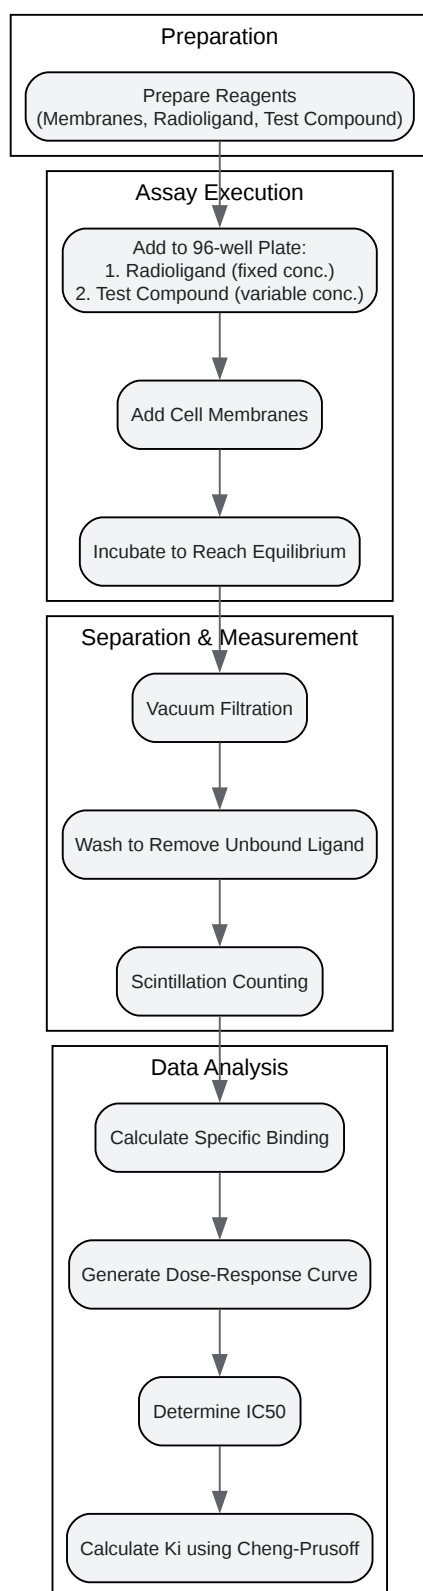 Preparation
Prepare Reagents
(Membranes, Radioligand, Test Compound)
Assay Execution
Add to 96-well Plate:
1. Radioligand (fixed conc.)
2. Test Compound (variable conc.)
Add Cell Membranes
Incubate to Reach Equilibrium
Separation & Measurement
Vacuum Filtration
Wash to Remove Unbound Ligand
Scintillation Counting
Data Analysis
Calculate Specific Binding
Generate Dose-Response Curve
Determine IC50
Calculate Ki using Cheng-Prusoff